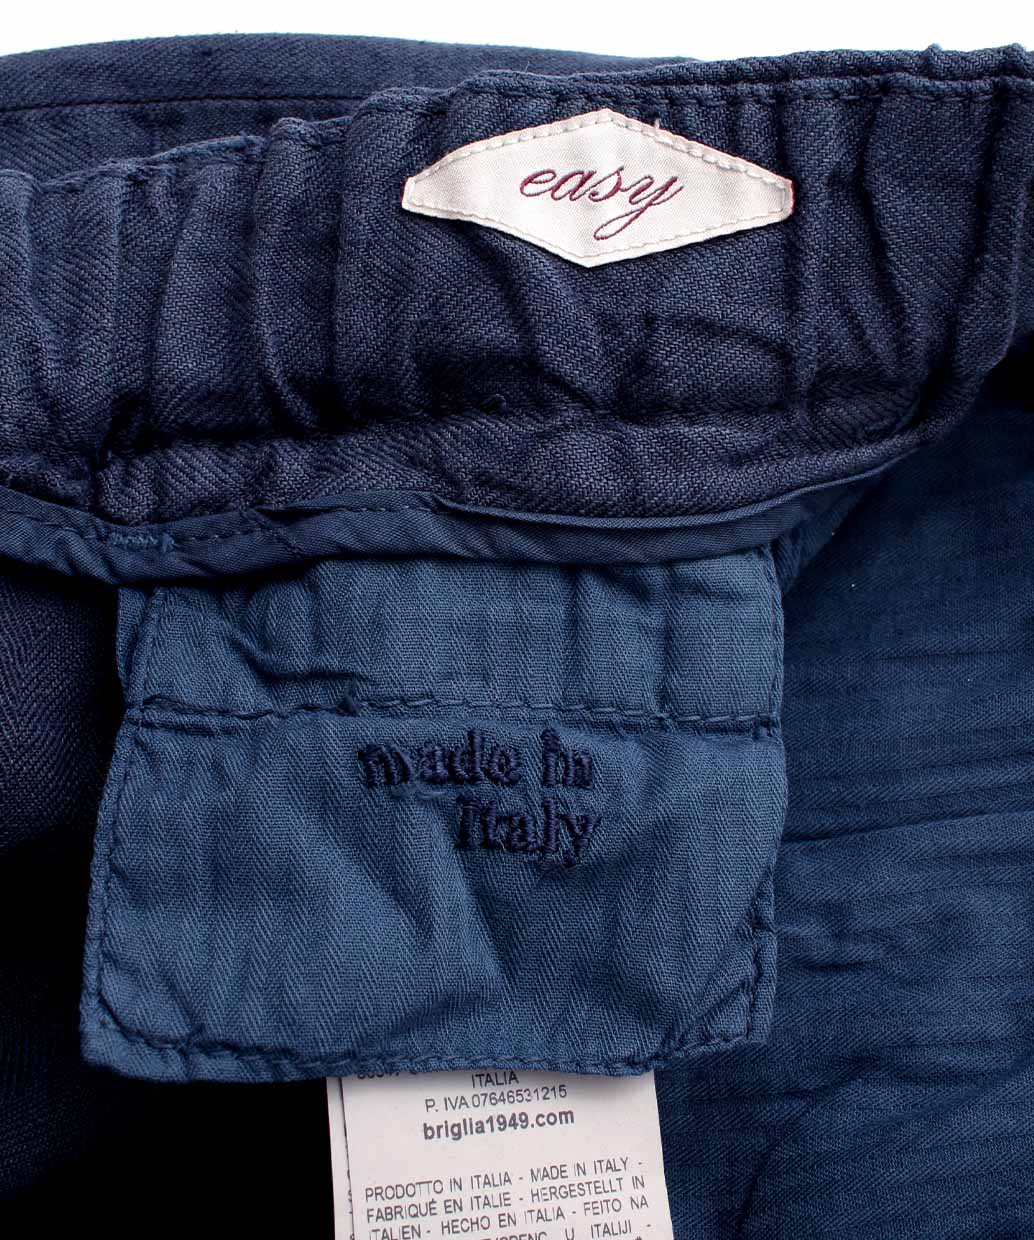 easy
made in
Italy
ITALIA
P. IVA 07646531215
briglia1949.com
PRODOTTO IN ITALIA - MADE IN ITALY -
FABRIQUÉ EN ITALIE - HERGESTELLT IN
ITALIEN - HECHO EN ITALIA - FEITO NA
U ITALIJI -